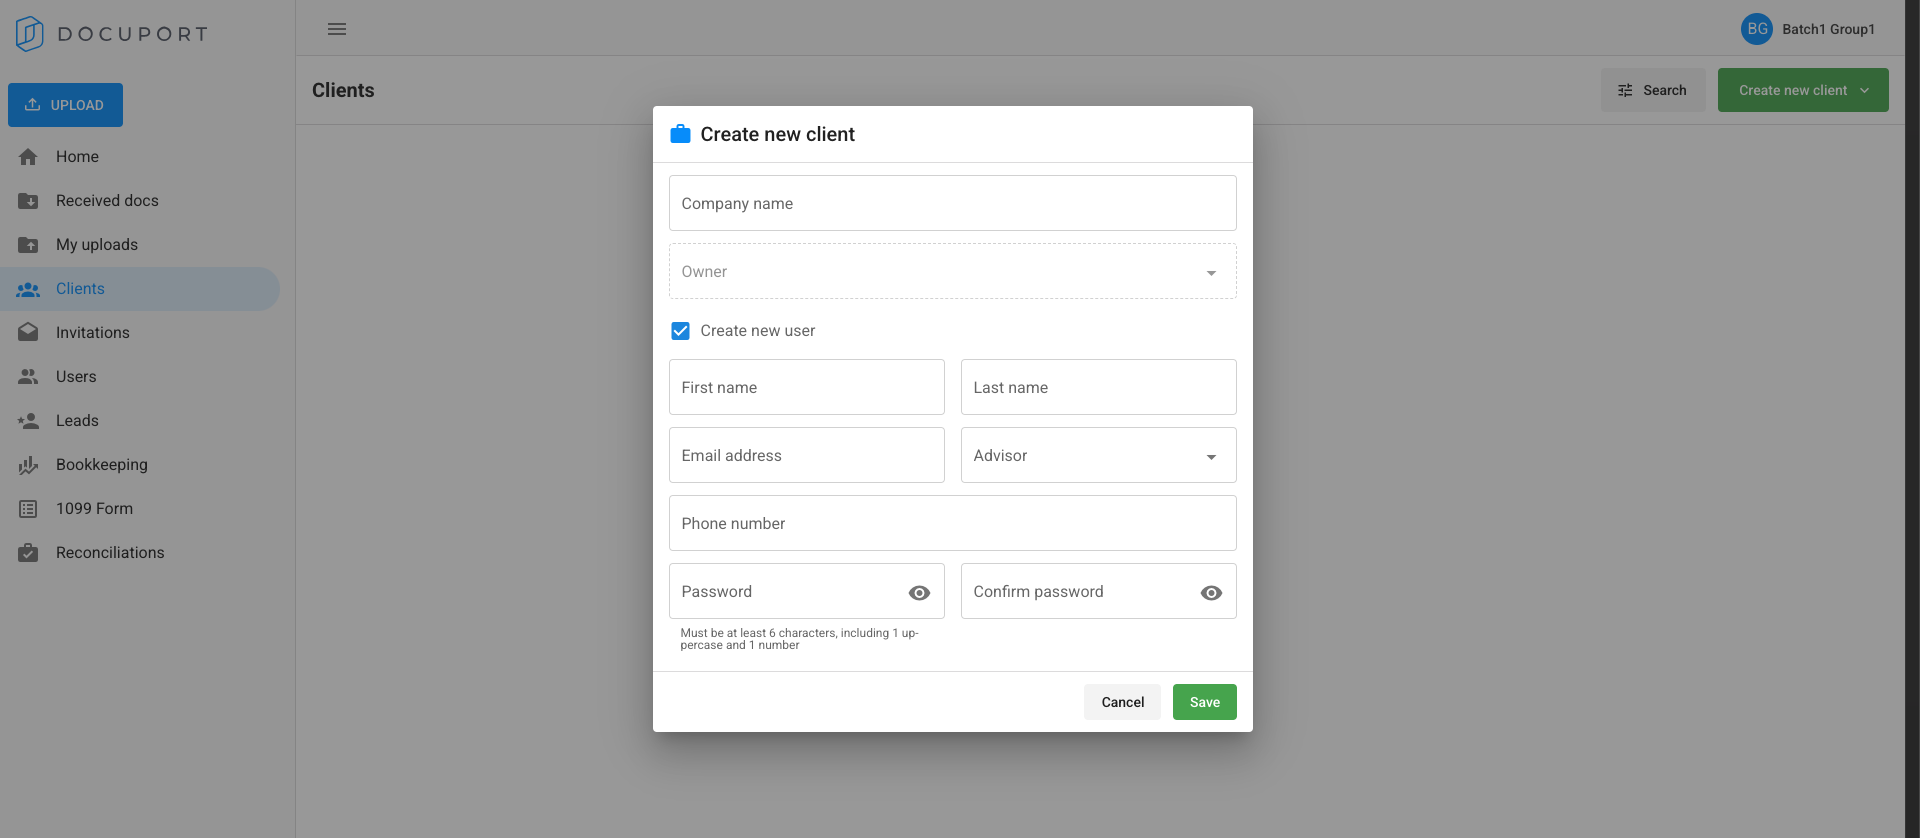 DOCUPORT
BG
Batch1 Group1
UPLOAD
Home
Received docs
My uploads
Clients
Invitations
Users
Leads
Bookkeeping
1099 Form
Reconciliations
Clients
Search
Create new client
Create new client
Company name
Owner
Create new user
First name
Last name
Email address
Advisor
Phone number
Password
Confirm password
Must be at least 6 characters, including 1 up-
percase and 1 number
Cancel
Save